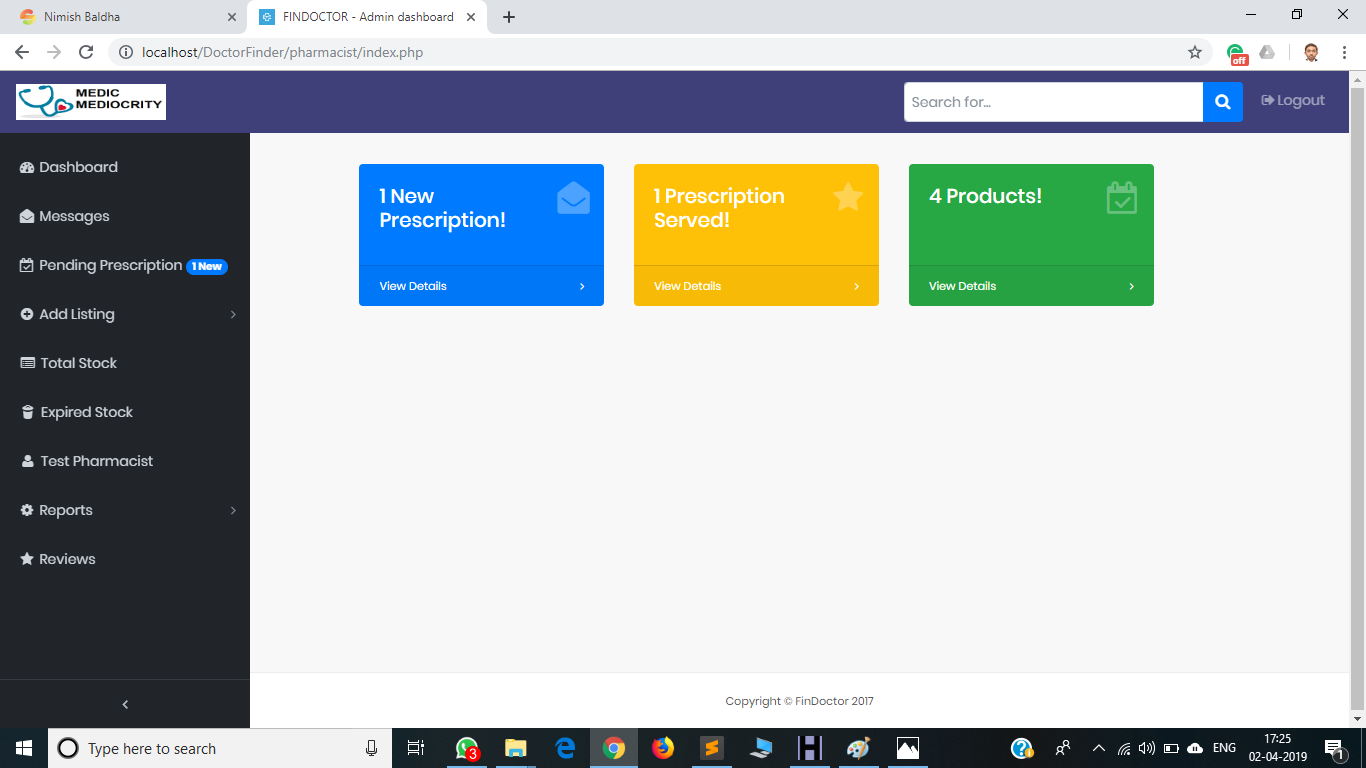 Nimish Baldha
FINDOCTOR - Admin dashboard
localhost/DoctorFinder/pharmacist/index.php
off
MEDIC
MEDIOCRITY
Search for...
Logout
Dashboard
Messages
Pending Prescription 1 New
Add Listing
Total Stock
Expired Stock
Test Pharmacist
Reports
Reviews
1 New
Prescription!
View Details
1 Prescription
Served!
View Details
4 Products!
View Details
Copyright © FinDoctor 2017
Type here to search
3
ENG
17:25
02-04-2019
1